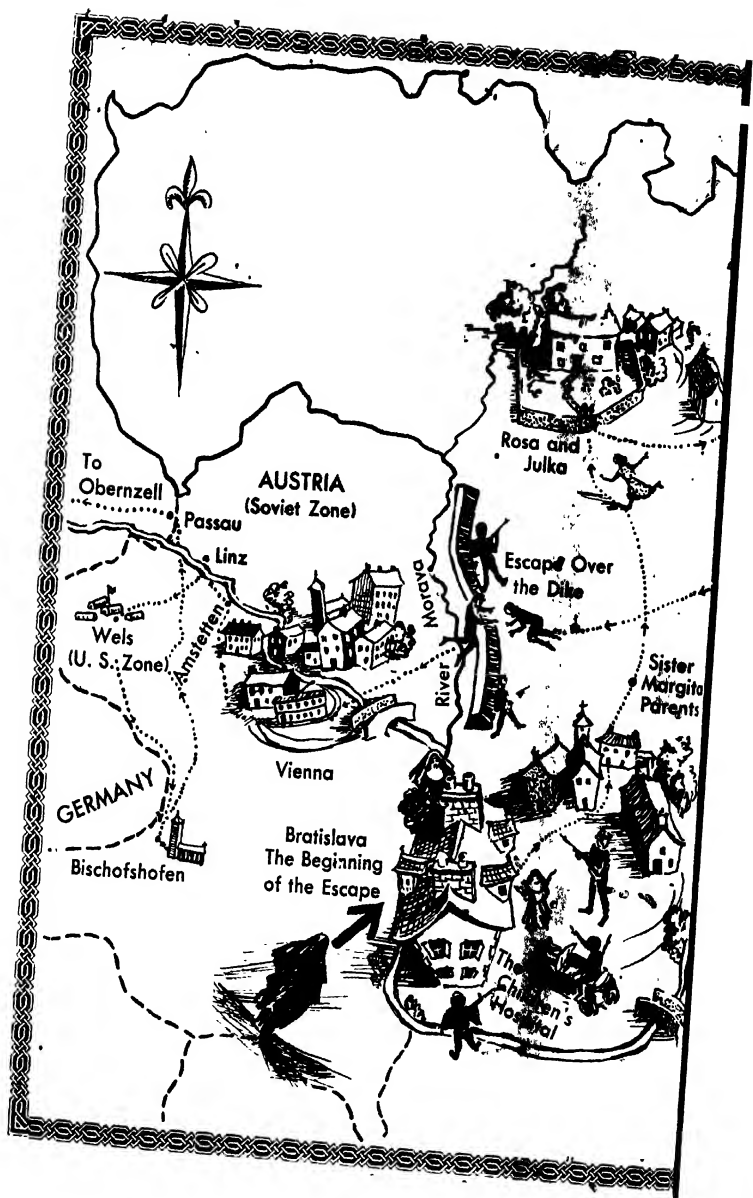 Rosa and
Julka
To
Obernzell
AUSTRIA
(Soviet Zone)
Passau
Linz
Escape Over
the Dike
Morava
River
Amstetten
Wels
(U. S. Zone)
Sister
Margita
Parents
Vienna
GERMANY
Bischofshofen
Bratislava
The Beginning
of the Escape
The
Children's
Hospital